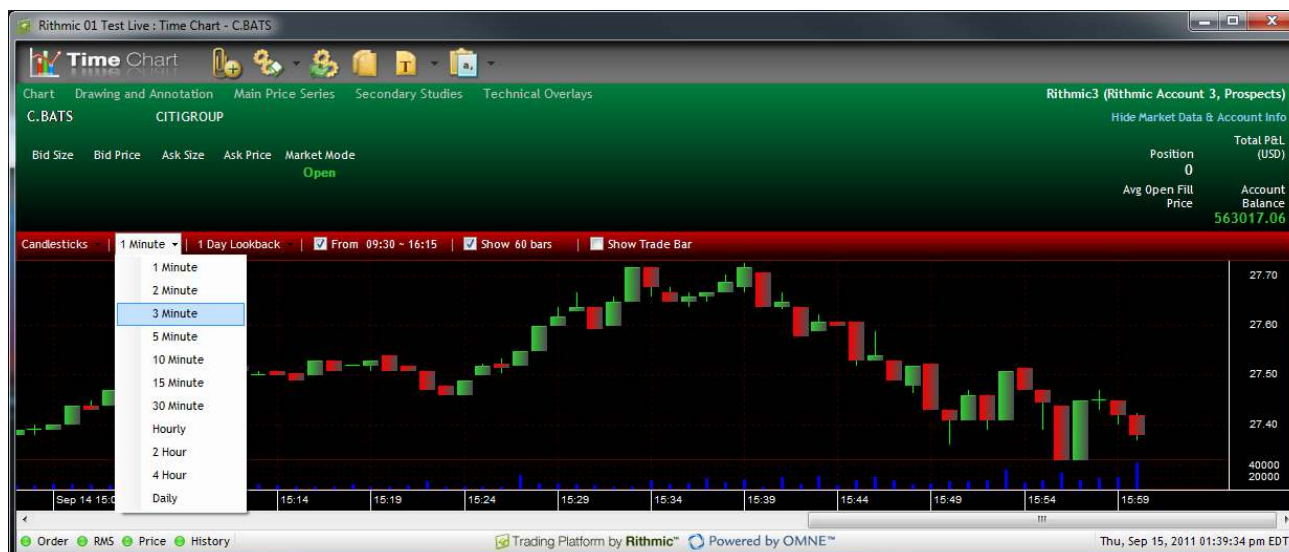 Rithmic 01 Test Live : Time Chart - C.BATS
Time Chart
Chart Drawing and Annotation Main Price Series Secondary Studies Technical Overlays Rithmic3 (Rithmic Account 3, Prospects)
C.BATS CITIGROUP Hide Market Data & Account Info
Bid Size Bid Price Ask Size Ask Price Market Mode Position Total P&L (USD)
Open 0
Avg Open Fill Price Account Balance
563017.06
Candlesticks 1 Minute 1 Day Lookback From 09:30 ~ 16:15 Show 60 bars Show Trade Bar
1 Minute
2 Minute
3 Minute
5 Minute
10 Minute
15 Minute
30 Minute
Hourly
2 Hour
4 Hour
Daily
27.70
27.60
27.50
27.40
40000
20000
Sep 14 15:0 15:14 15:19 15:24 15:29 15:34 15:39 15:44 15:49 15:54 15:59
Order RMS Price History Trading Platform by Rithmic™ Powered by OMNE™ Thu, Sep 15, 2011 01:39:34 pm EDT